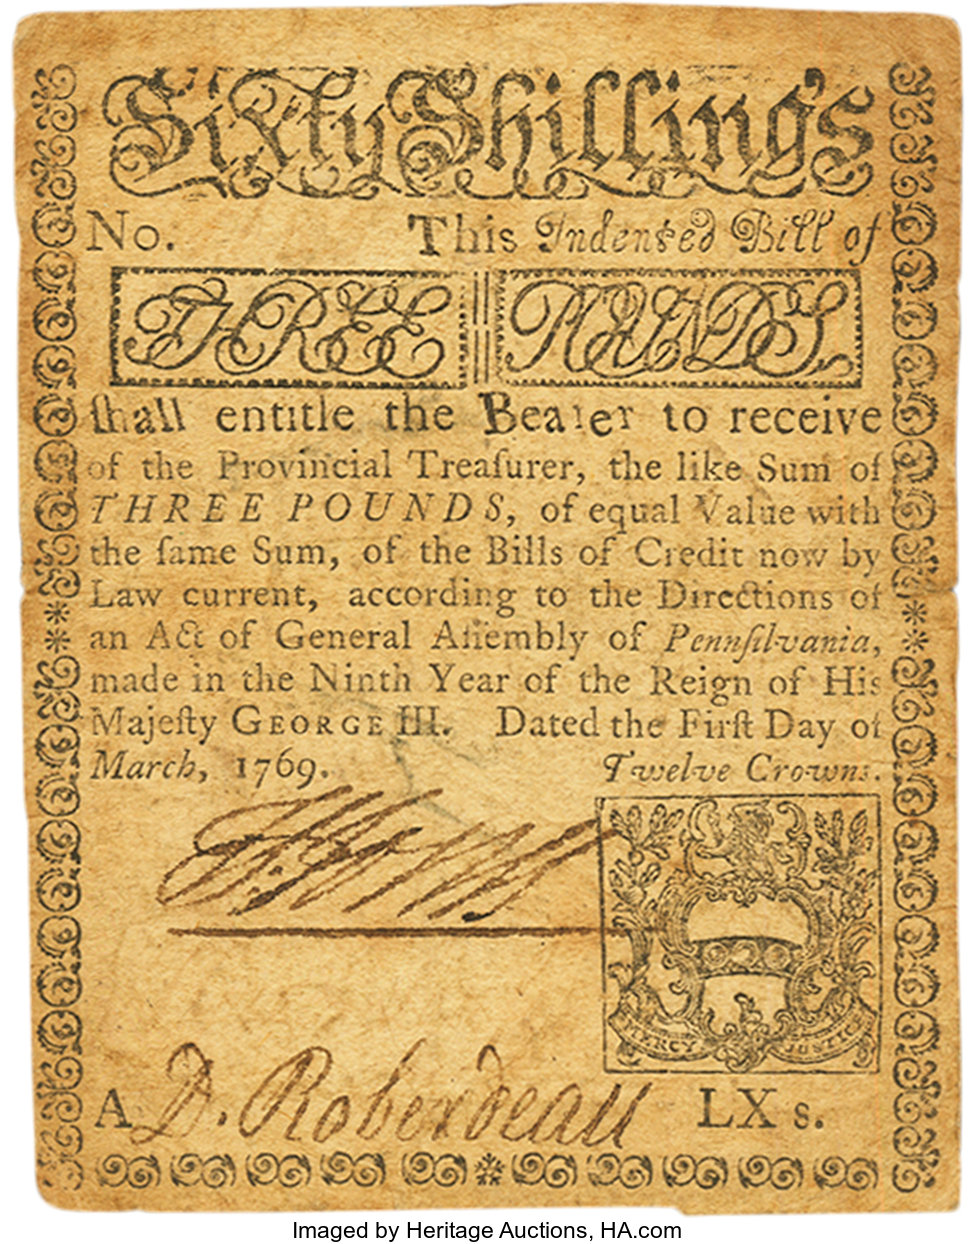 Sixty Shilling's
No. This Indented Bill of
THREE POUNDS.
ſhall entitle the Bearer to receive
of the Provincial Treaſurer, the like Sum of
THREE POUNDS, of equal Value with
the ſame Sum, of the Bills of Credit now by
Law current, according to the Directions of
an Act of General Aſſembly of Pennſilvania,
made in the Ninth Year of the Reign of His
Majeſty GEORGE III. Dated the Firſt Day of
March, 1769. Twelve Crowns.
MERCY JUSTICE
A D. Roberdeau LX s.
Imaged by Heritage Auctions, HA.com